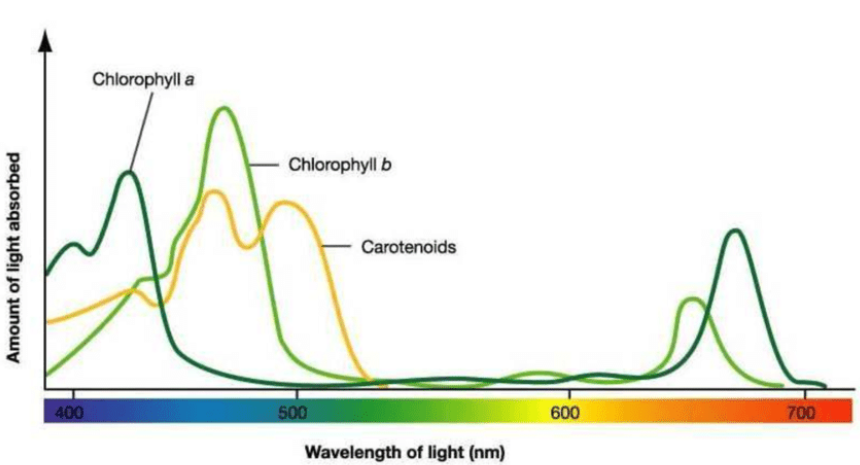 Chlorophyll a
Chlorophyll b
Carotenoids
Amount of light absorbed
400 500 600 700
Wavelength of light (nm)